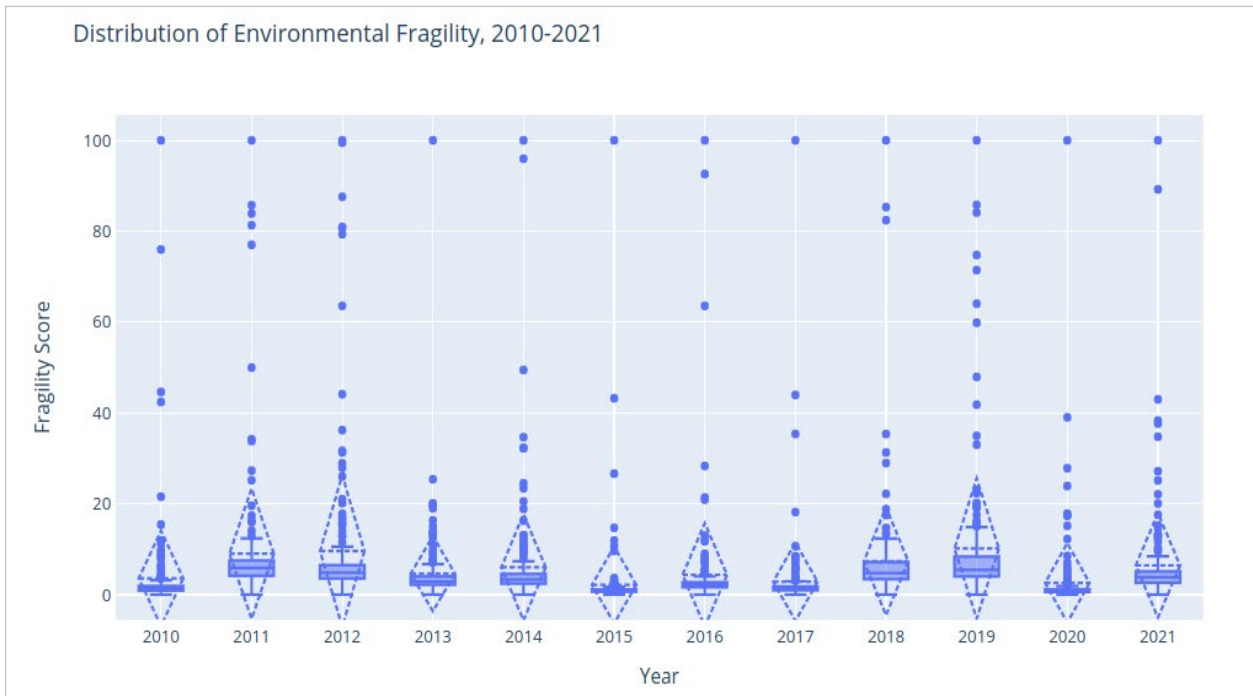 Distribution of Environmental Fragility, 2010-2021
100
80
60
40
20
0
Fragility Score
2010 2011 2012 2013 2014 2015 2016 2017 2018 2019 2020 2021
Year